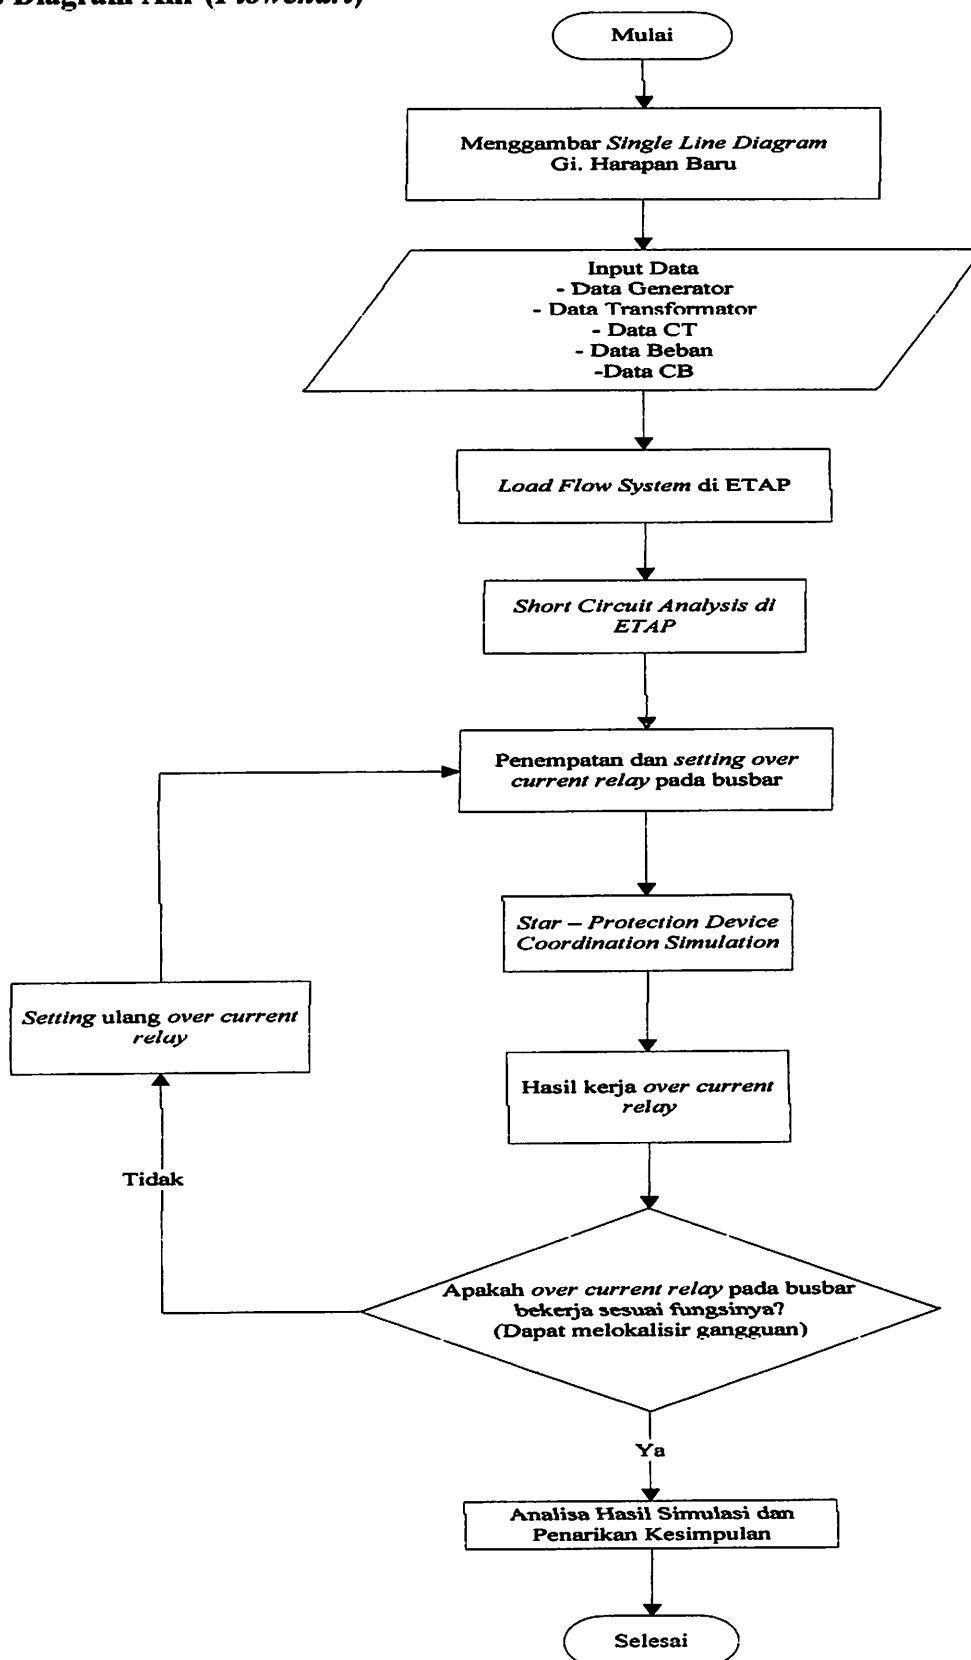 Diagram Alir (Flowchart)
Mulai
Menggambar Single Line Diagram
Gi. Harapan Baru
Input Data
- Data Generator
- Data Transformator
- Data CT
- Data Beban
-Data CB
Load Flow System di ETAP
Short Circuit Analysis di
ETAP
Penempatan dan setting over
current relay pada busbar
Star – Protection Device
Coordination Simulation
Setting ulang over current
relay
Hasil kerja over current
relay
Tidak
Apakah over current relay pada busbar
bekerja sesuai fungsinya?
(Dapat melokalisir gangguan)
Ya
Analisa Hasil Simulasi dan
Penarikan Kesimpulan
Selesai